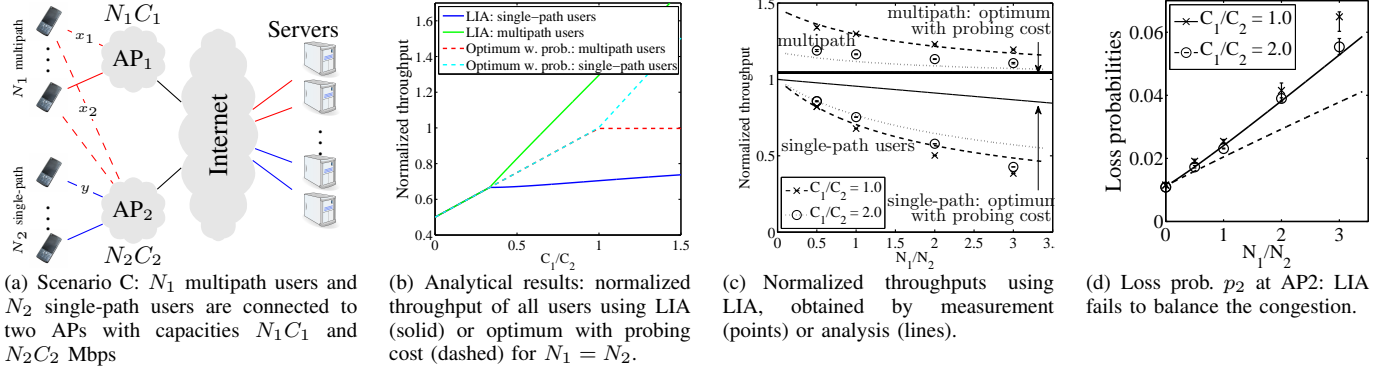 N1C1
N1 multipath
x1
AP1
x2
Internet
Servers
N2 single-path
y
AP2
N2C2
(a) Scenario C: N1 multipath users and
N2 single-path users are connected to
two APs with capacities N1C1 and
N2C2 Mbps
LIA: single-path users
LIA: multipath users
Optimum w. prob.: multipath users
Optimum w. prob.: single-path users
Normalized throughput
1.6
1.4
1.2
1
0.8
0.6
0.4
0
0.5
1
1.5
C1/C2
(b) Analytical results: normalized
throughput of all users using LIA
(solid) or optimum with probing
cost (dashed) for N1 = N2.
multipath: optimum
with probing cost
multipath
single-path users
single-path: optimum
with probing cost
C1/C2 = 1.0
C1/C2 = 2.0
Normalized throughput
1.5
1
0.5
0.5
1
2
3
3.
N1/N2
(c) Normalized throughputs using
LIA, obtained by measurement
(points) or analysis (lines).
C1/C2 = 1.0
C1/C2 = 2.0
Loss probabilities
0.06
0.04
0.02
0
0
1
2
3
N1/N2
(d) Loss prob. p2 at AP2: LIA
fails to balance the congestion.